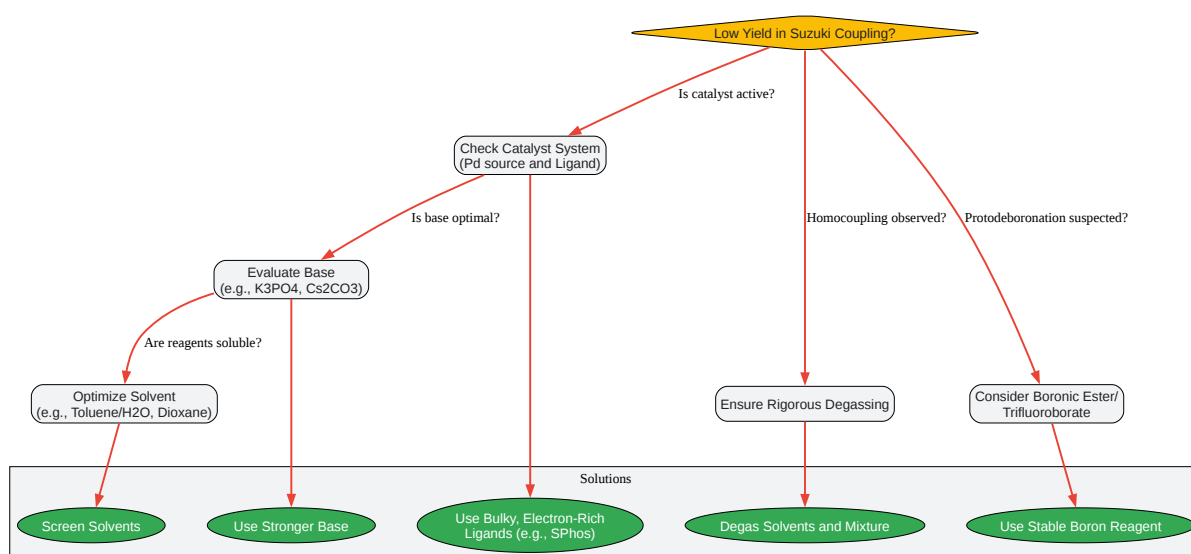 Low Yield in Suzuki Coupling?
Is catalyst active?
Check Catalyst System
(Pd source and Ligand)
Is base optimal?
Homocoupling observed?
Protodeboronation suspected?
Evaluate Base
(e.g., K3PO4, Cs2CO3)
Are reagents soluble?
Optimize Solvent
(e.g., Toluene/H2O, Dioxane)
Ensure Rigorous Degassing
Consider Boronic Ester/
Trifluoroborate
Solutions
Screen Solvents
Use Stronger Base
Use Bulky, Electron-Rich
Ligands (e.g., SPhos)
Degas Solvents and Mixture
Use Stable Boron Reagent